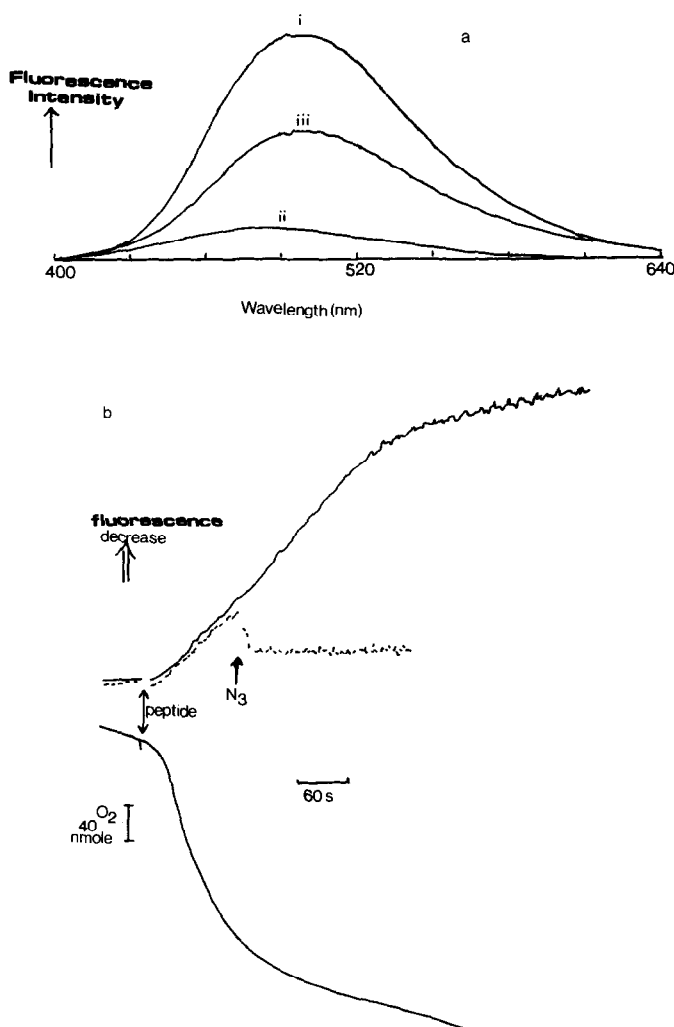 i
a
Fluorescence
Intensity
iii
ii
400
520
640
Wavelength (nm)
b
fluorescence
decrease
N3
peptide
60 s
O2
40
nmole